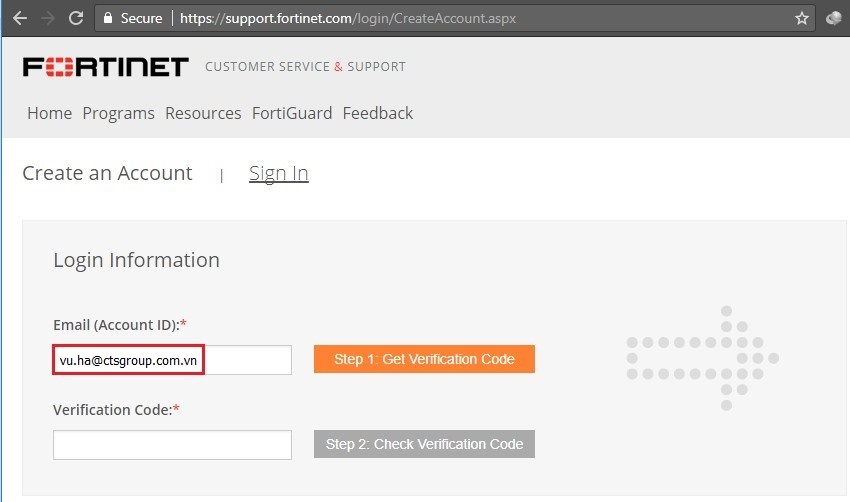 Secure | https://support.fortinet.com/login/CreateAccount.aspx
FORTINET CUSTOMER SERVICE & SUPPORT
Home Programs Resources FortiGuard Feedback
Create an Account | Sign In
Login Information
Email (Account ID):*
vu.ha@ctsgroup.com.vn Step 1: Get Verification Code
Verification Code:*
Step 2: Check Verification Code